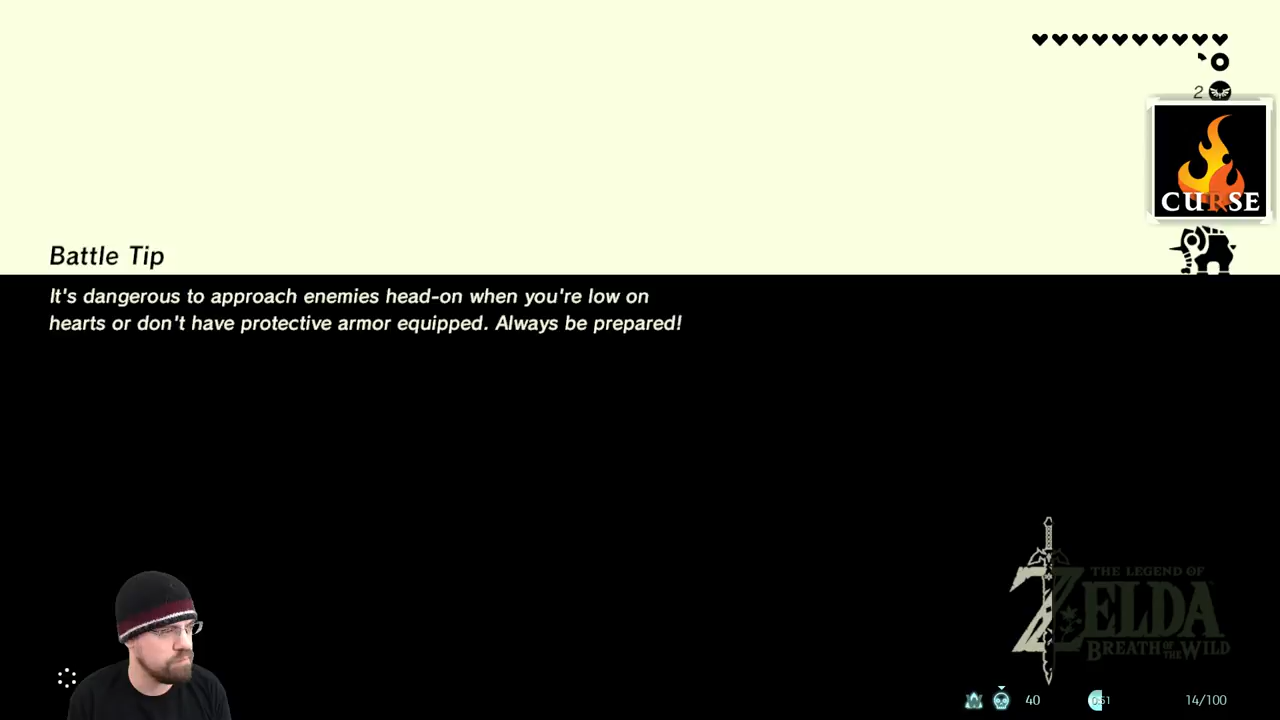 2
CURSE
Battle Tip
It's dangerous to approach enemies head-on when you're low on
hearts or don't have protective armor equipped. Always be prepared!
THE LEGEND OF
ZELDA
BREATH OF THE WILD
40
14/100